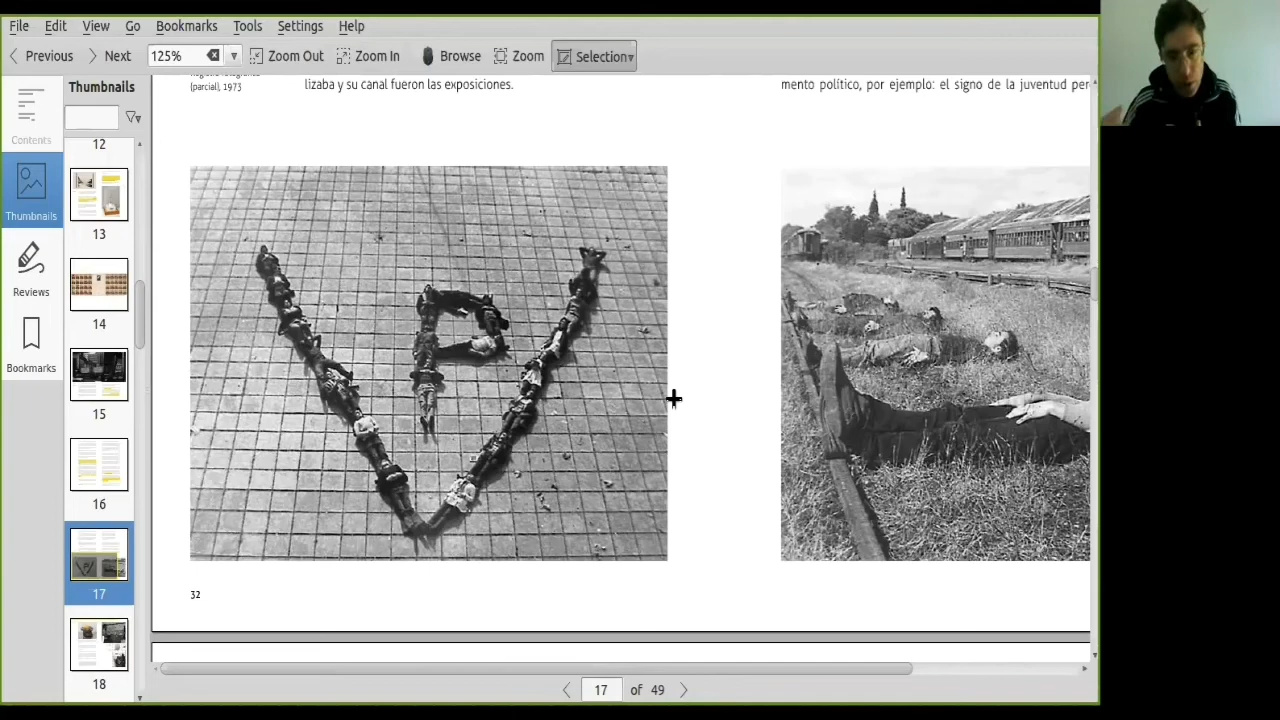 File Edit View Go Bookmarks Tools Settings Help
Previous Next 125% Zoom Out Zoom In Browse Zoom Selection
Contents
Thumbnails
Reviews
Bookmarks
Thumbnails
12
13
14
15
16
17
18
(parcial), 1973
lizaba y su canal fueron las exposiciones.
mento político, por ejemplo: el signo de la juventud per
VP
32
17 of 49